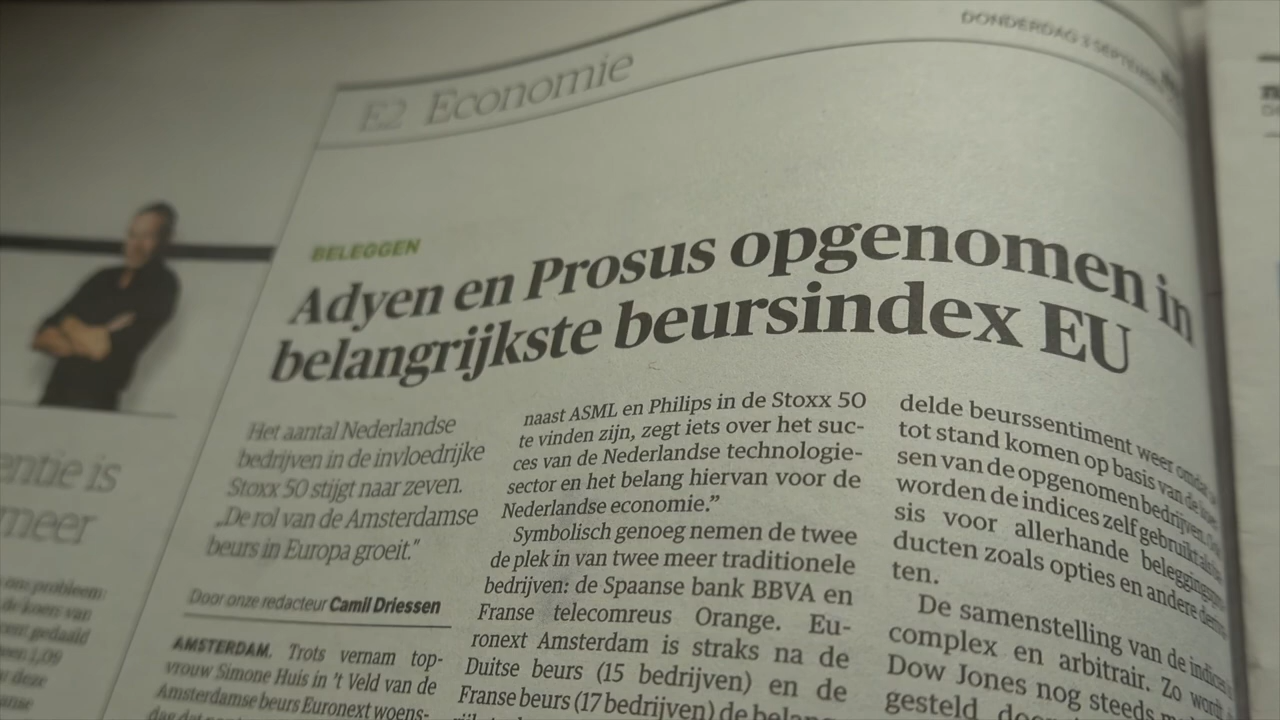 DONDERDAG 3 SEPTEMBER
E2 Economie
BELEGGEN
Adyen en Prosus opgenomen in
belangrijkste beursindex EU
Het aantal Nederlandse
bedrijven in de invloedrijke
Stoxx 50 stijgt naar zeven.
„De rol van de Amsterdamse
beurs in Europa groeit.”
Door onze redacteur Camil Driessen
AMSTERDAM. Trots vernam top-
vrouw Simone Huis in ’t Veld van de
Amsterdamse beurs Euronext woens-
naast ASML en Philips in de Stoxx 50
te vinden zijn, zegt iets over het suc-
ces van de Nederlandse technologie-
sector en het belang hiervan voor de
Nederlandse economie.”
Symbolisch genoeg nemen de twee
de plek in van twee meer traditionele
bedrijven: de Spaanse bank BBVA en
Franse telecomreus Orange. Eu-
ronext Amsterdam is straks na de
Duitse beurs (15 bedrijven) en de
Franse beurs (17 bedrijven) de
delde beurssentiment weer
tot stand komen op basis van de
sen van de opgenomen bedrijven.
worden de indices zelf gebruikt
sis voor allerhande
ducten zoals opties en andere
ten.
De samenstelling van de indices
complex en arbitrair. Zo
Dow Jones nog steeds
gesteld
entie is
meer